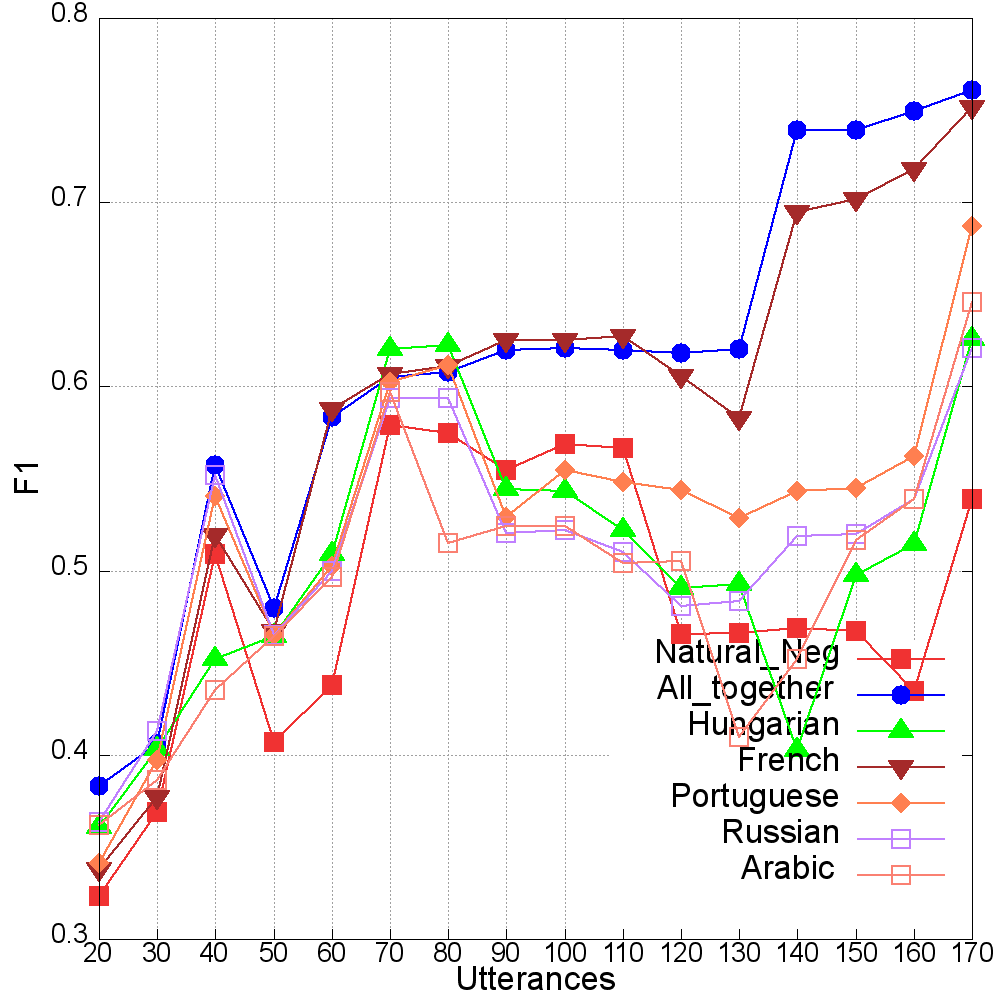 0.8
0.7
0.6
0.5
0.4
0.3
F1
Natural_Neg
All_together
Hungarian
French
Portuguese
Russian
Arabic
20 30 40 50 60 70 80 90 100 110 120 130 140 150 160 170
Utterances